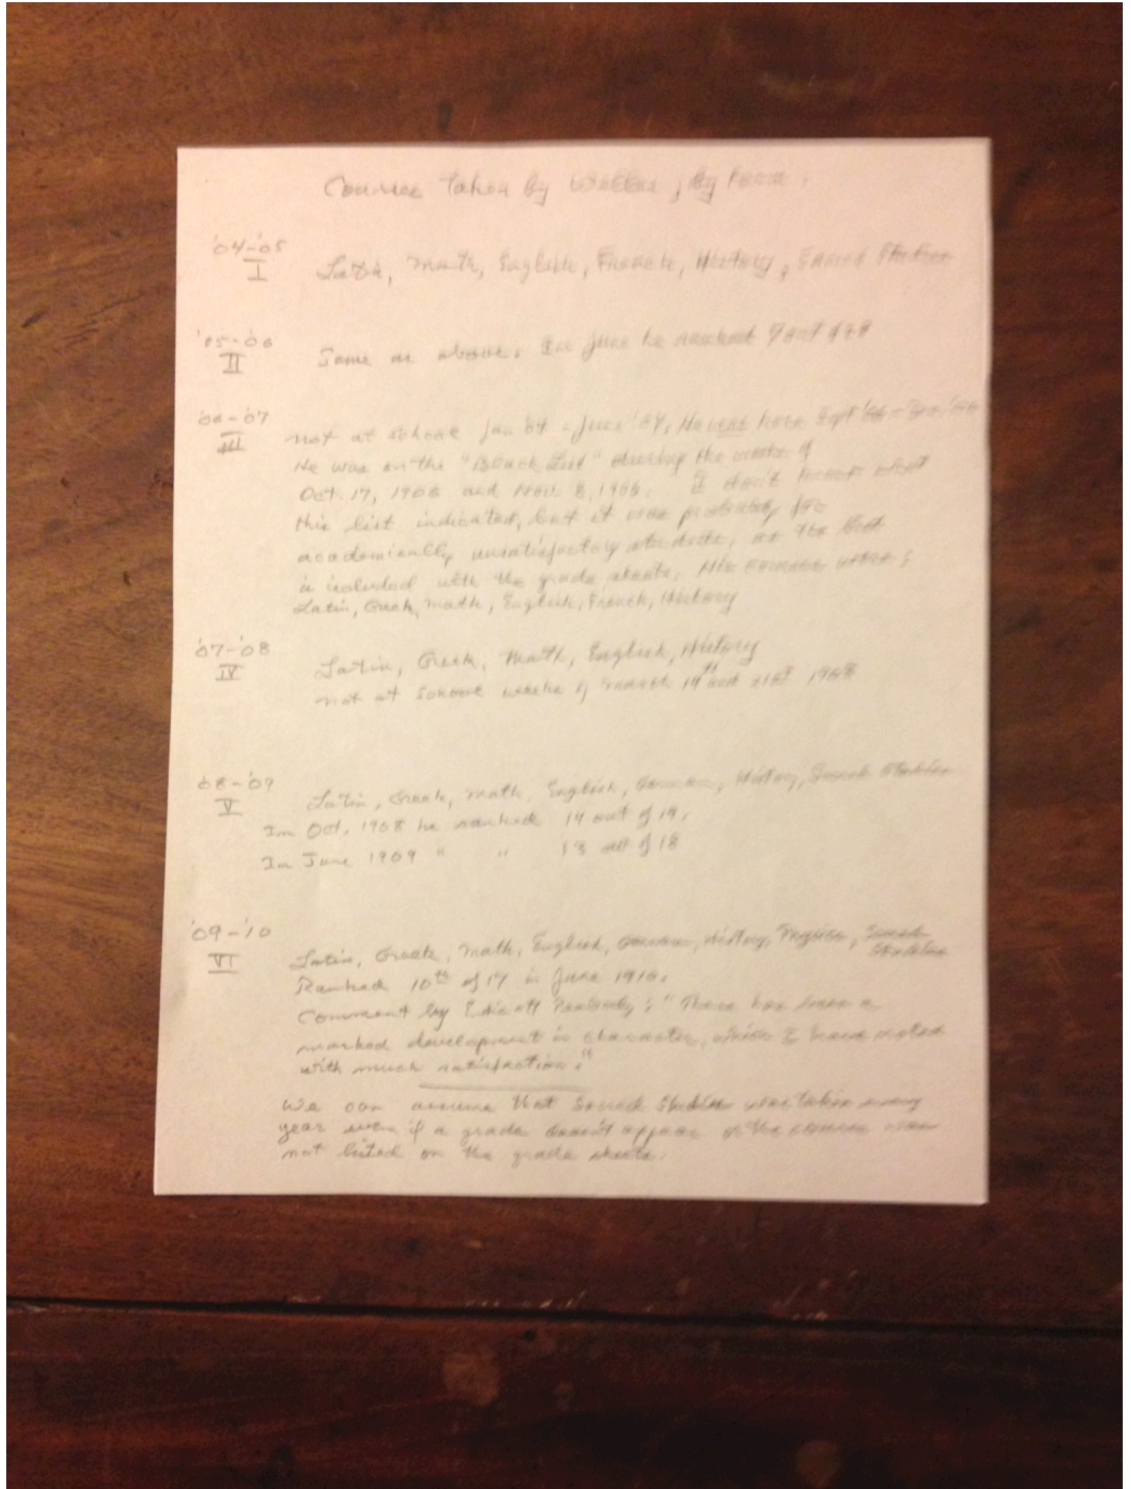 Courses taken by Welles, by Form:
'04-'05
I
Latin, Math, English, French, History, Sacred Studies
'05-'06
II
Same as above. In June he ranked out of
'06-'07
III
Not at school Jan '07 - June '07. He was here Sept '06 - Dec '06
He was on the "Black List" during the weeks of
Oct. 17, 1906 and Nov. 8, 1906. I don't know what
this list indicated, but it was probably for
academically unsatisfactory students, as the list
is included with the grade sheets. His courses were:
Latin, Greek, Math, English, French, History
'07-'08
IV
Latin, Greek, Math, English, History
Not at School weeks of March 14th and 21st 1908
'08-'09
V
Latin, Greek, Math, English, German, History, Sacred Studies
In Oct. 1908 he ranked 14 out of 19.
In June 1909 " " 13 out of 18
'09-'10
VI
Latin, Greek, Math, English, German, History, Physics, Sacred
Studies
Ranked 10th of 17 in June 1910.
Comment by Endicott Peabody: "There has been a
marked development in character, which I have noted
with much satisfaction."
We can assume that Sacred Studies was taken every
year even if a grade doesn't appear or the course was
not listed on the grade sheets.